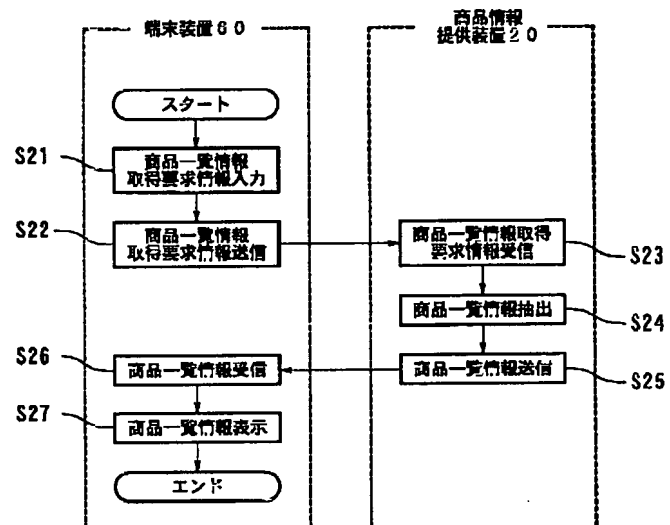 端末装置60
商品情報
提供装置20
スタート
S21
商品一覧情報
取得要求情報入力
S22
商品一覧情報
取得要求情報送信
商品一覧情報取得
要求情報受信
S23
商品一覧情報抽出
S24
S26
商品一覧情報受信
商品一覧情報送信
S25
S27
商品一覧情報表示
エンド